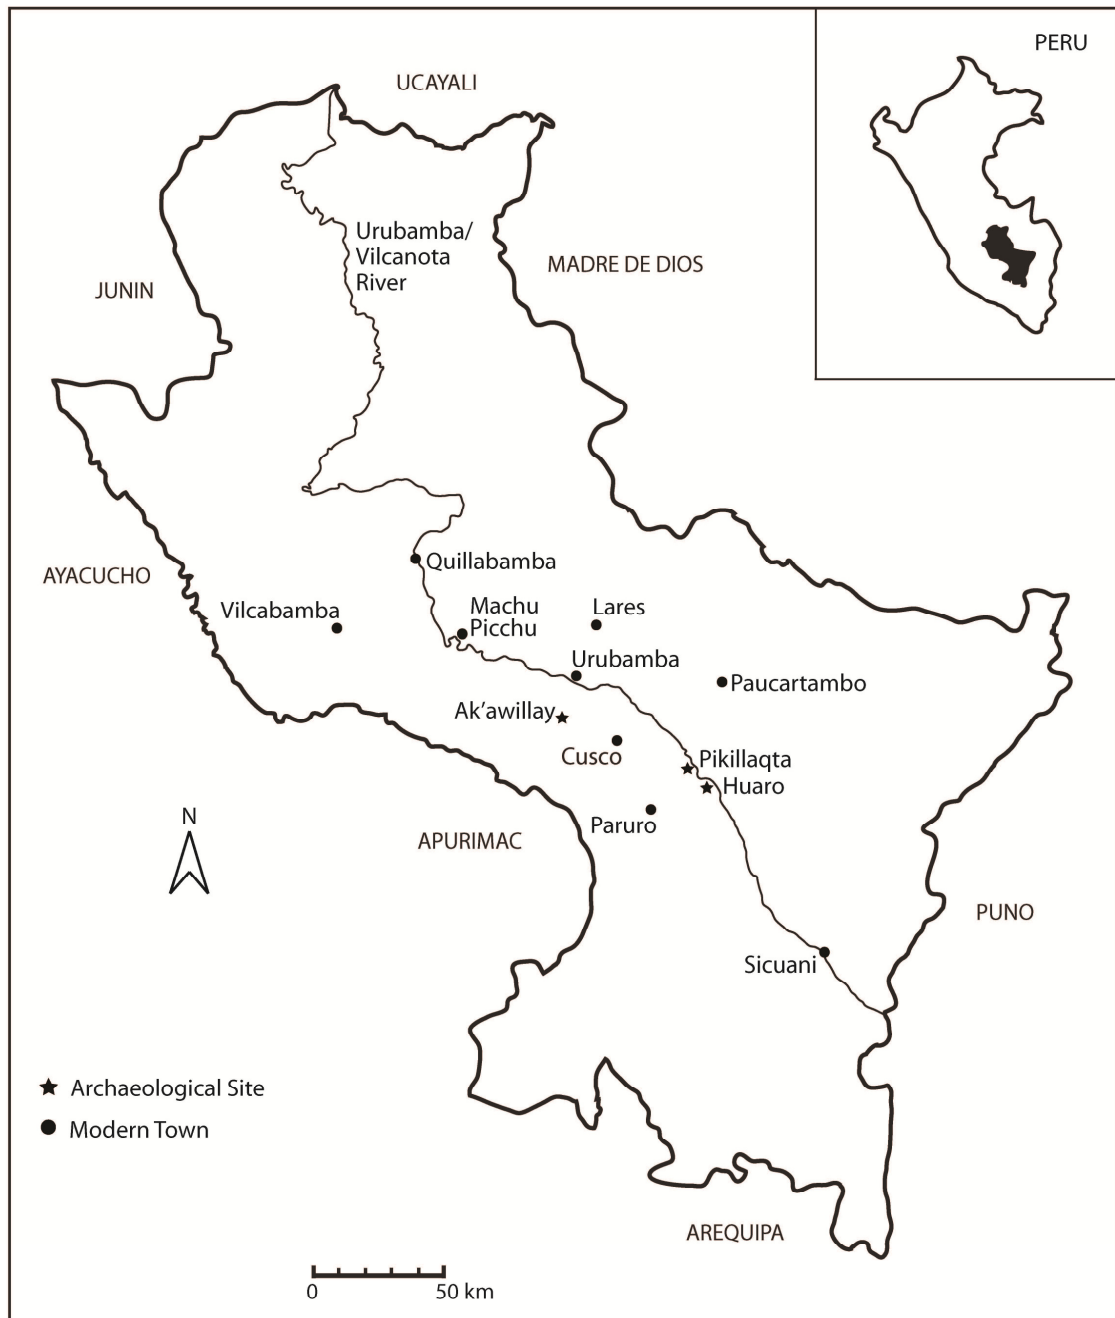 PERU
UCAYALI
Urubamba/
Vilcanota
River
MADRE DE DIOS
JUNIN
AYACUCHO
Quillabamba
Vilcabamba
Machu
Picchu
Lares
Urubamba
Paucartambo
Ak'awillay
Cusco
Pikillaqta
Huaro
Paruro
N
APURIMAC
PUNO
Sicuani
Archaeological Site
Modern Town
AREQUIPA
0 50 km